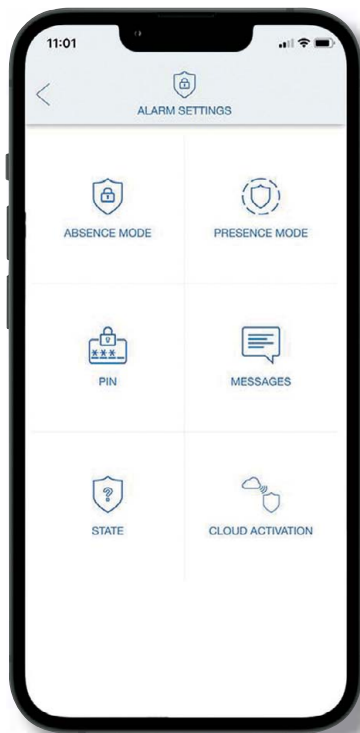 11:01
ALARM SETTINGS
ABSENCE MODE
PRESENCE MODE
***
PIN
MESSAGES
?
STATE
CLOUD ACTIVATION